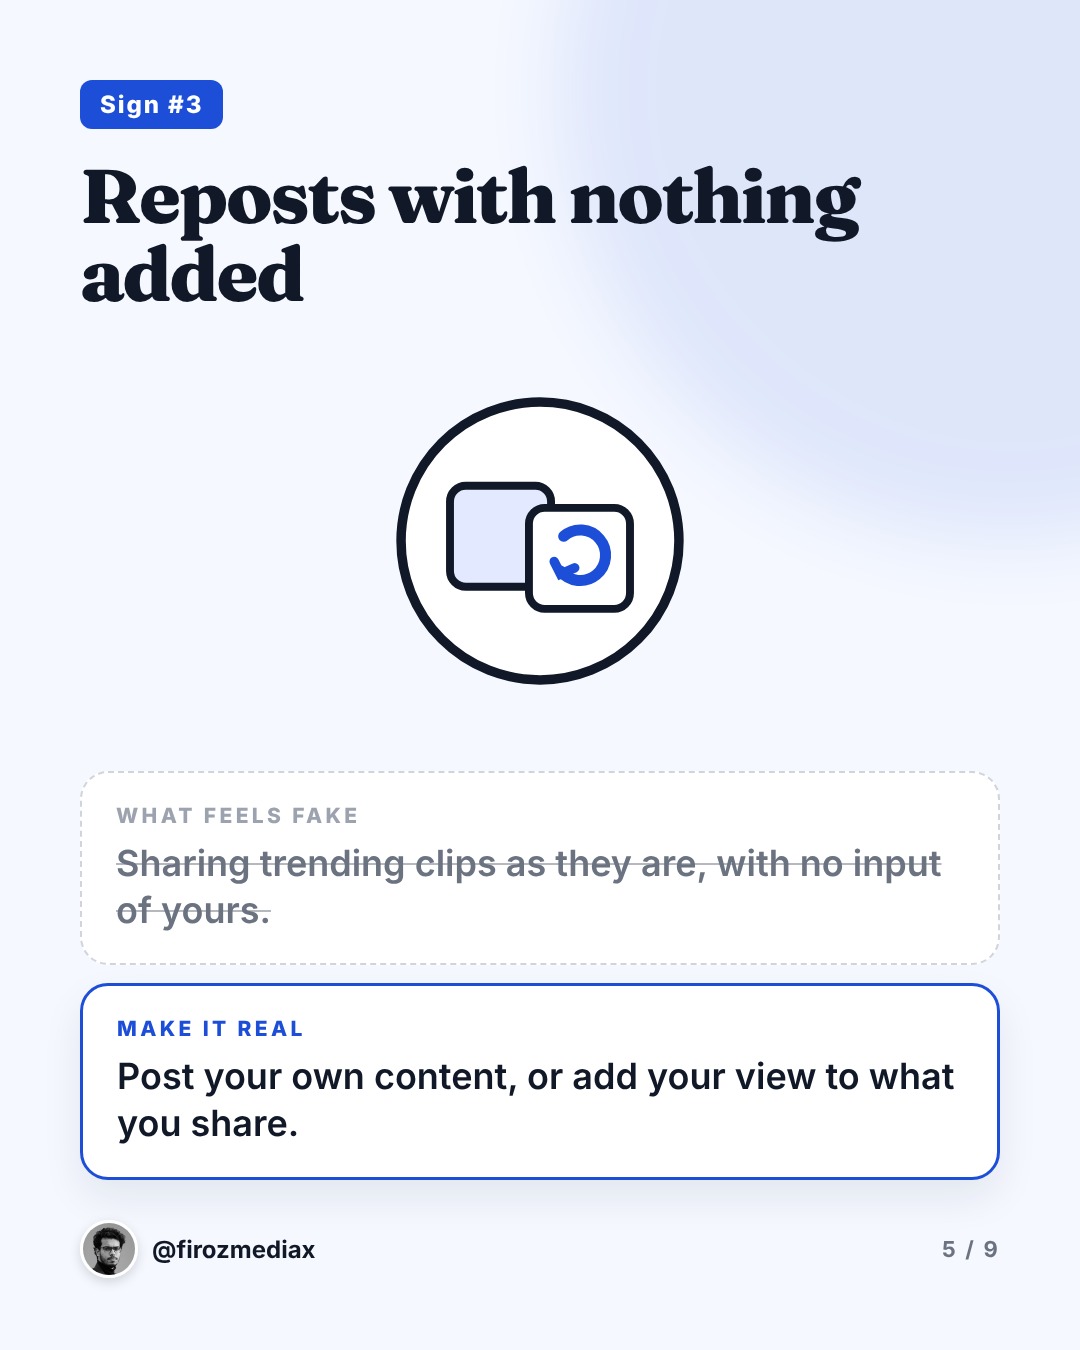 Sign #3
Reposts with nothing
added
WHAT FEELS FAKE
Sharing trending clips as they are, with no input
of yours.
MAKE IT REAL
Post your own content, or add your view to what
you share.
@firozmediax
5 / 9